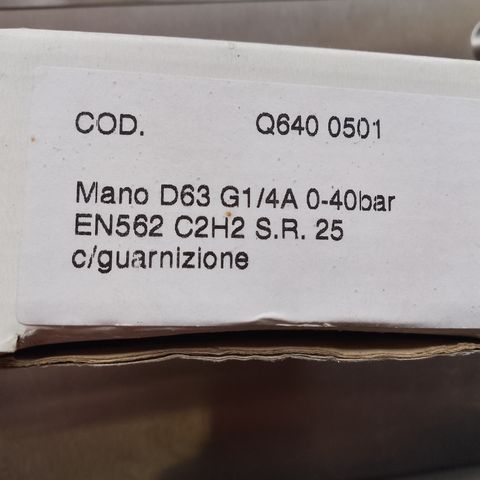 COD. Q640 0501
Mano D63 G1/4A 0-40bar
EN562 C2H2 S.R. 25
c/guarnizione